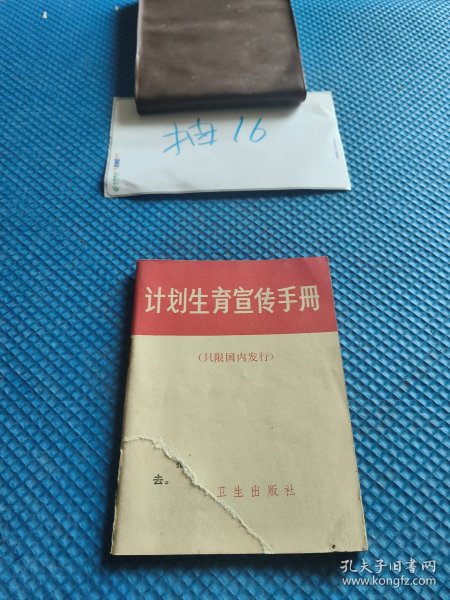 抽16
计划生育宣传手册
(只限国内发行)
去。
卫生出版社
孔夫子旧书网
www.kongfz.com